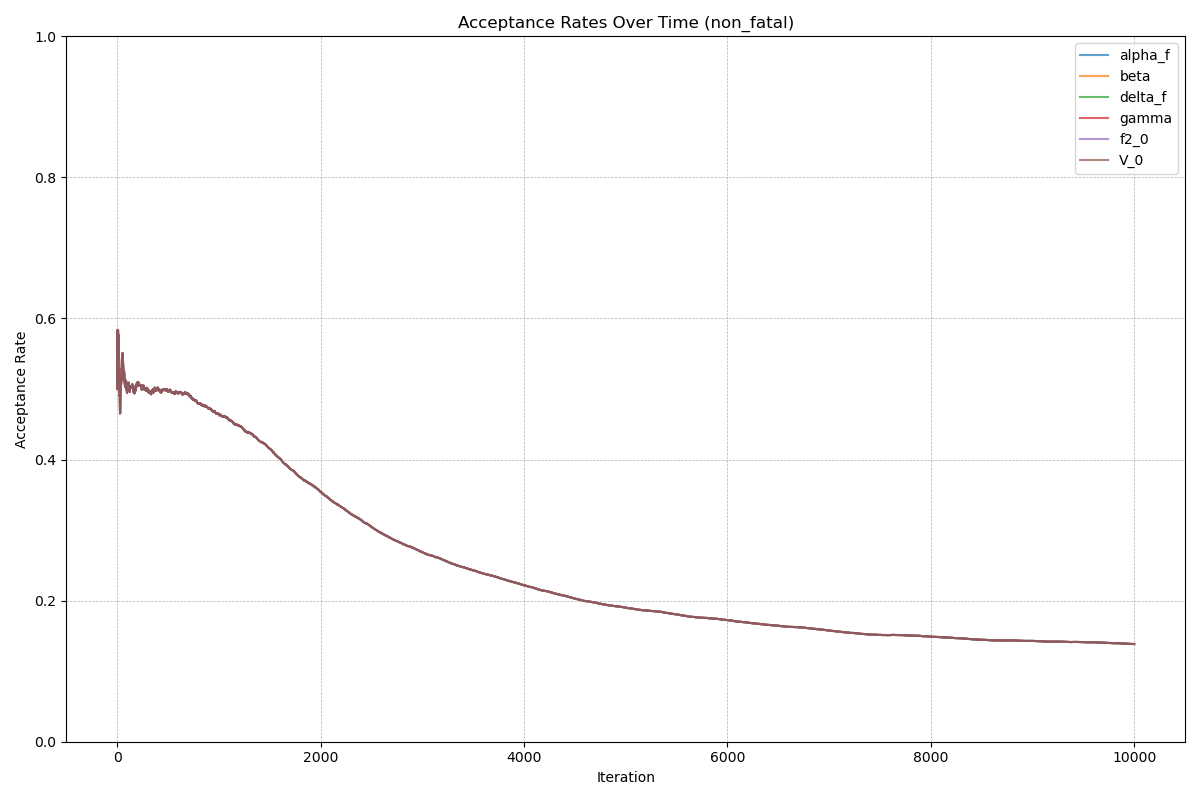 Acceptance Rates Over Time (non_fatal)
1.0
0.8
0.6
0.4
0.2
0.0
Acceptance Rate
alpha_f
beta
delta_f
gamma
f2_0
V_0
0 2000 4000 6000 8000 10000
Iteration